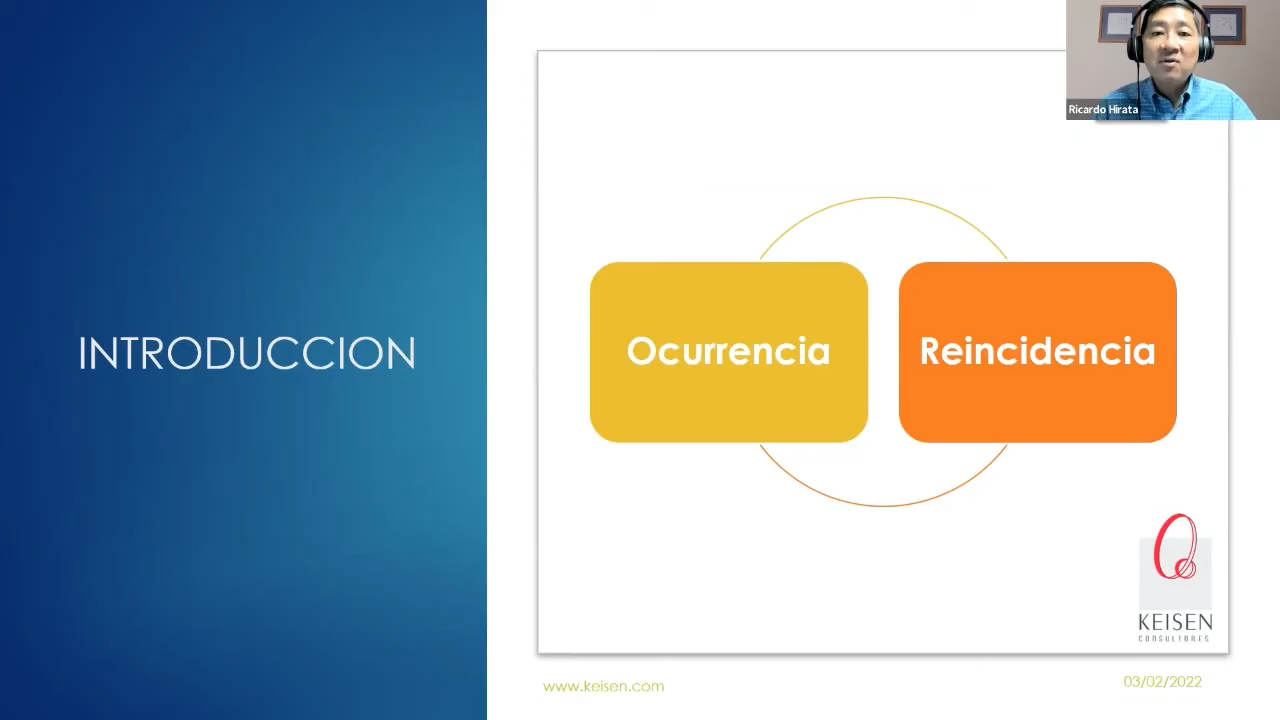 Ricardo Hirata
INTRODUCCION
Ocurrencia
Reincidencia
KEISEN
CONSULTORES
www.keisen.com
03/02/2022